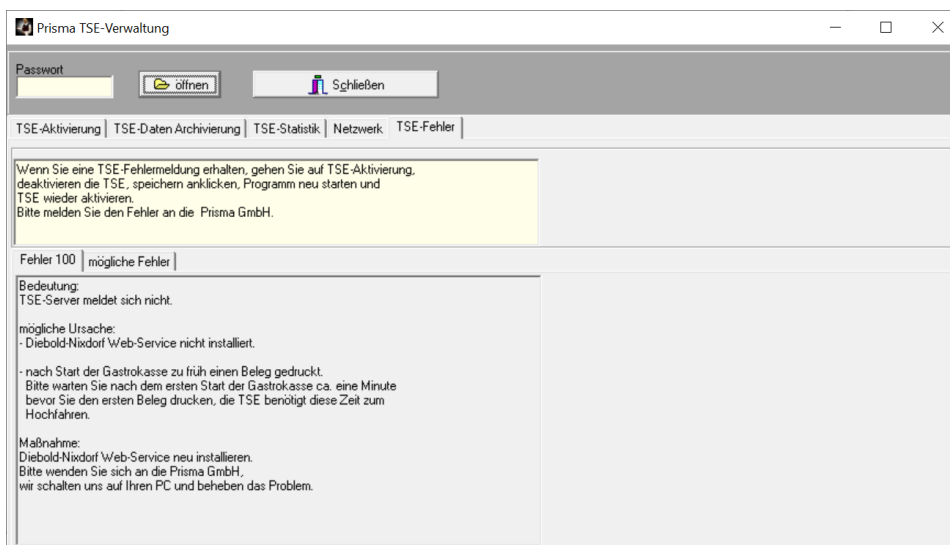 Prisma TSE-Verwaltung
Passwort
öffnen
Schließen
TSE-Aktivierung
TSE-Daten Archivierung
TSE-Statistik
Netzwerk
TSE-Fehler
Wenn Sie eine TSE-Fehlermeldung erhalten, gehen Sie auf TSE-Aktivierung,
deaktivieren die TSE, speichern anklicken, Programm neu starten und
TSE wieder aktivieren.
Bitte melden Sie den Fehler an die  Prisma GmbH.
Fehler 100
mögliche Fehler
Bedeutung:
TSE-Server meldet sich nicht.
mögliche Ursache:
- Diebold-Nixdorf Web-Service nicht installiert.
- nach Start der Gastrokasse zu früh einen Beleg gedruckt.
Bitte warten Sie nach dem ersten Start der Gastrokasse ca. eine Minute
bevor Sie den ersten Beleg drucken, die TSE benötigt diese Zeit zum
Hochfahren.
Maßnahme:
Diebold-Nixdorf Web-Service neu installieren.
Bitte wenden Sie sich an die Prisma GmbH,
wir schalten uns auf Ihren PC und beheben das Problem.